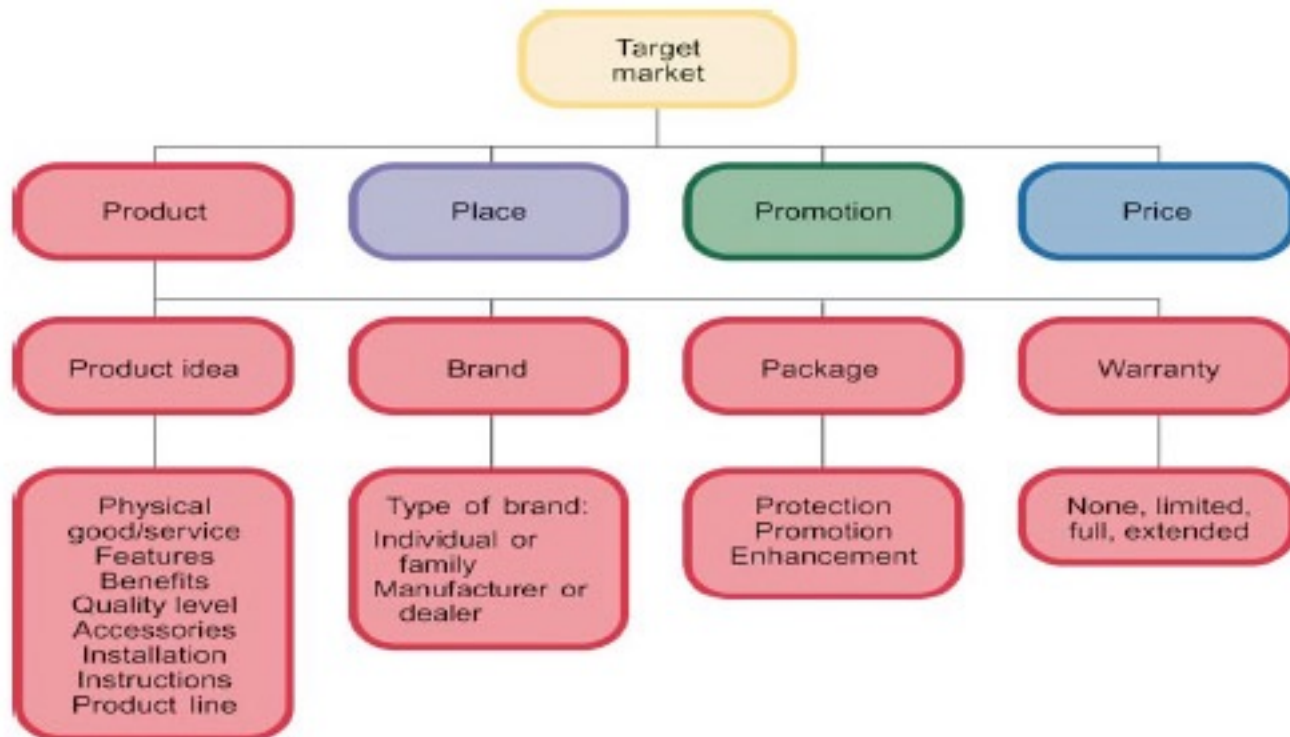 Target
market
Product
Place
Promotion
Price
Product idea
Brand
Package
Warranty
Physical
good/service
Features
Benefits
Quality level
Accessories
Installation
Instructions
Product line
Type of brand:
Individual or
family
Manufacturer or
dealer
Protection
Promotion
Enhancement
None, limited,
full, extended